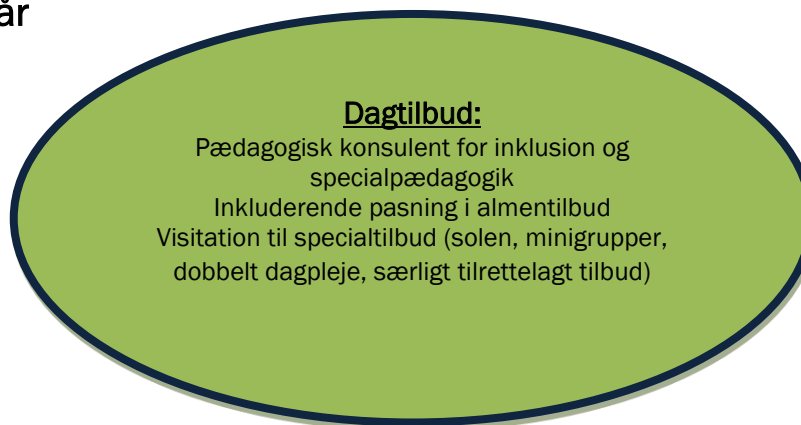 år
Dagtilbud:
Pædagogisk konsulent for inklusion og
specialpædagogik
Inkluderende pasning i almentilbud
Visitation til specialtilbud (solen, minigrupper,
dobbelt dagpleje, særligt tilrettelagt tilbud)